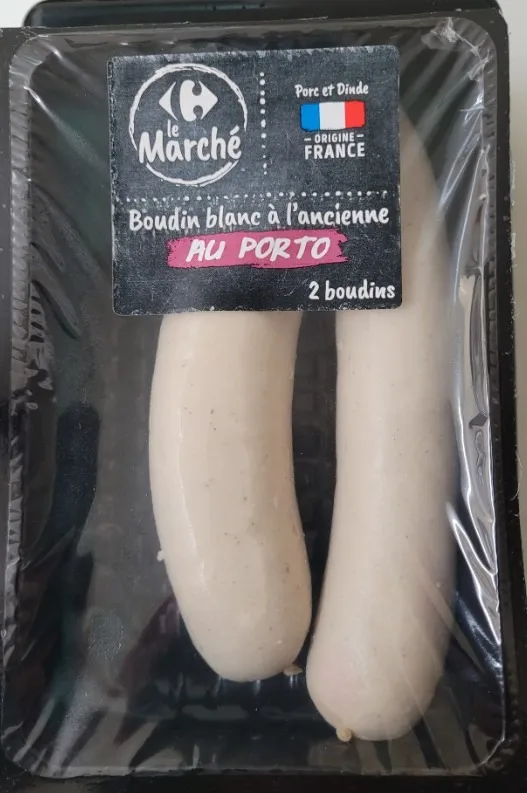 le
Marché
Porc et Dinde
- ORIGINE -
FRANCE
Boudin blanc à l'ancienne
AU PORTO
2 boudins